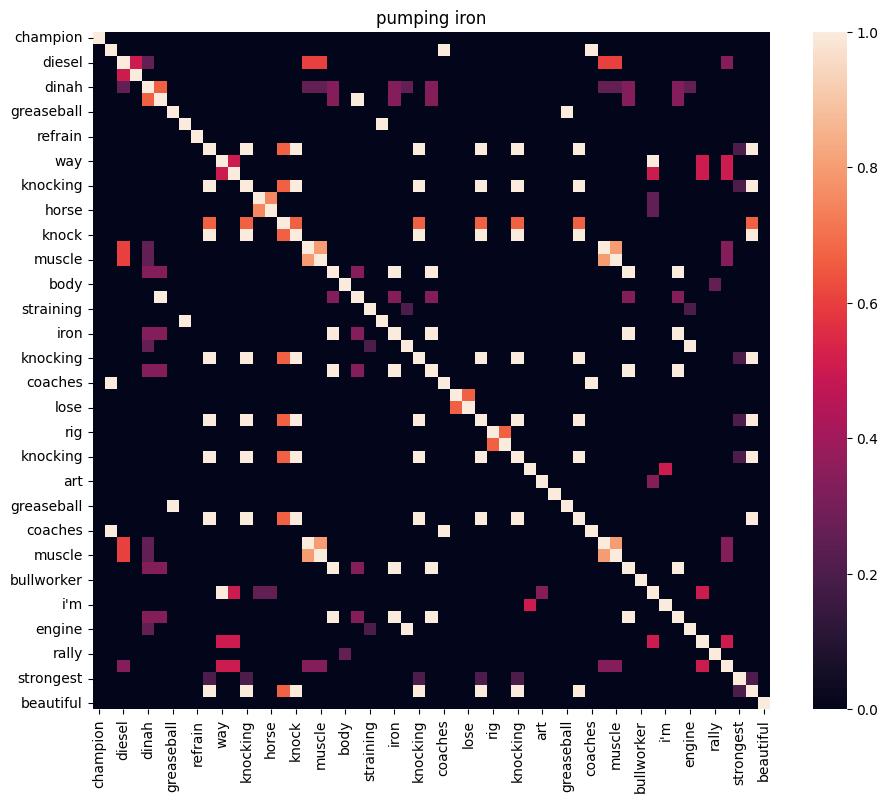 pumping iron
champion
diesel
dinah
greaseball
refrain
way
knocking
horse
knock
muscle
body
straining
iron
knocking
coaches
lose
rig
knocking
art
greaseball
coaches
muscle
bullworker
i'm
engine
rally
strongest
beautiful
champion
diesel
dinah
greaseball
refrain
way
knocking
horse
knock
muscle
body
straining
iron
knocking
coaches
lose
rig
knocking
art
greaseball
coaches
muscle
bullworker
i'm
engine
rally
strongest
beautiful
1.0
0.8
0.6
0.4
0.2
0.0